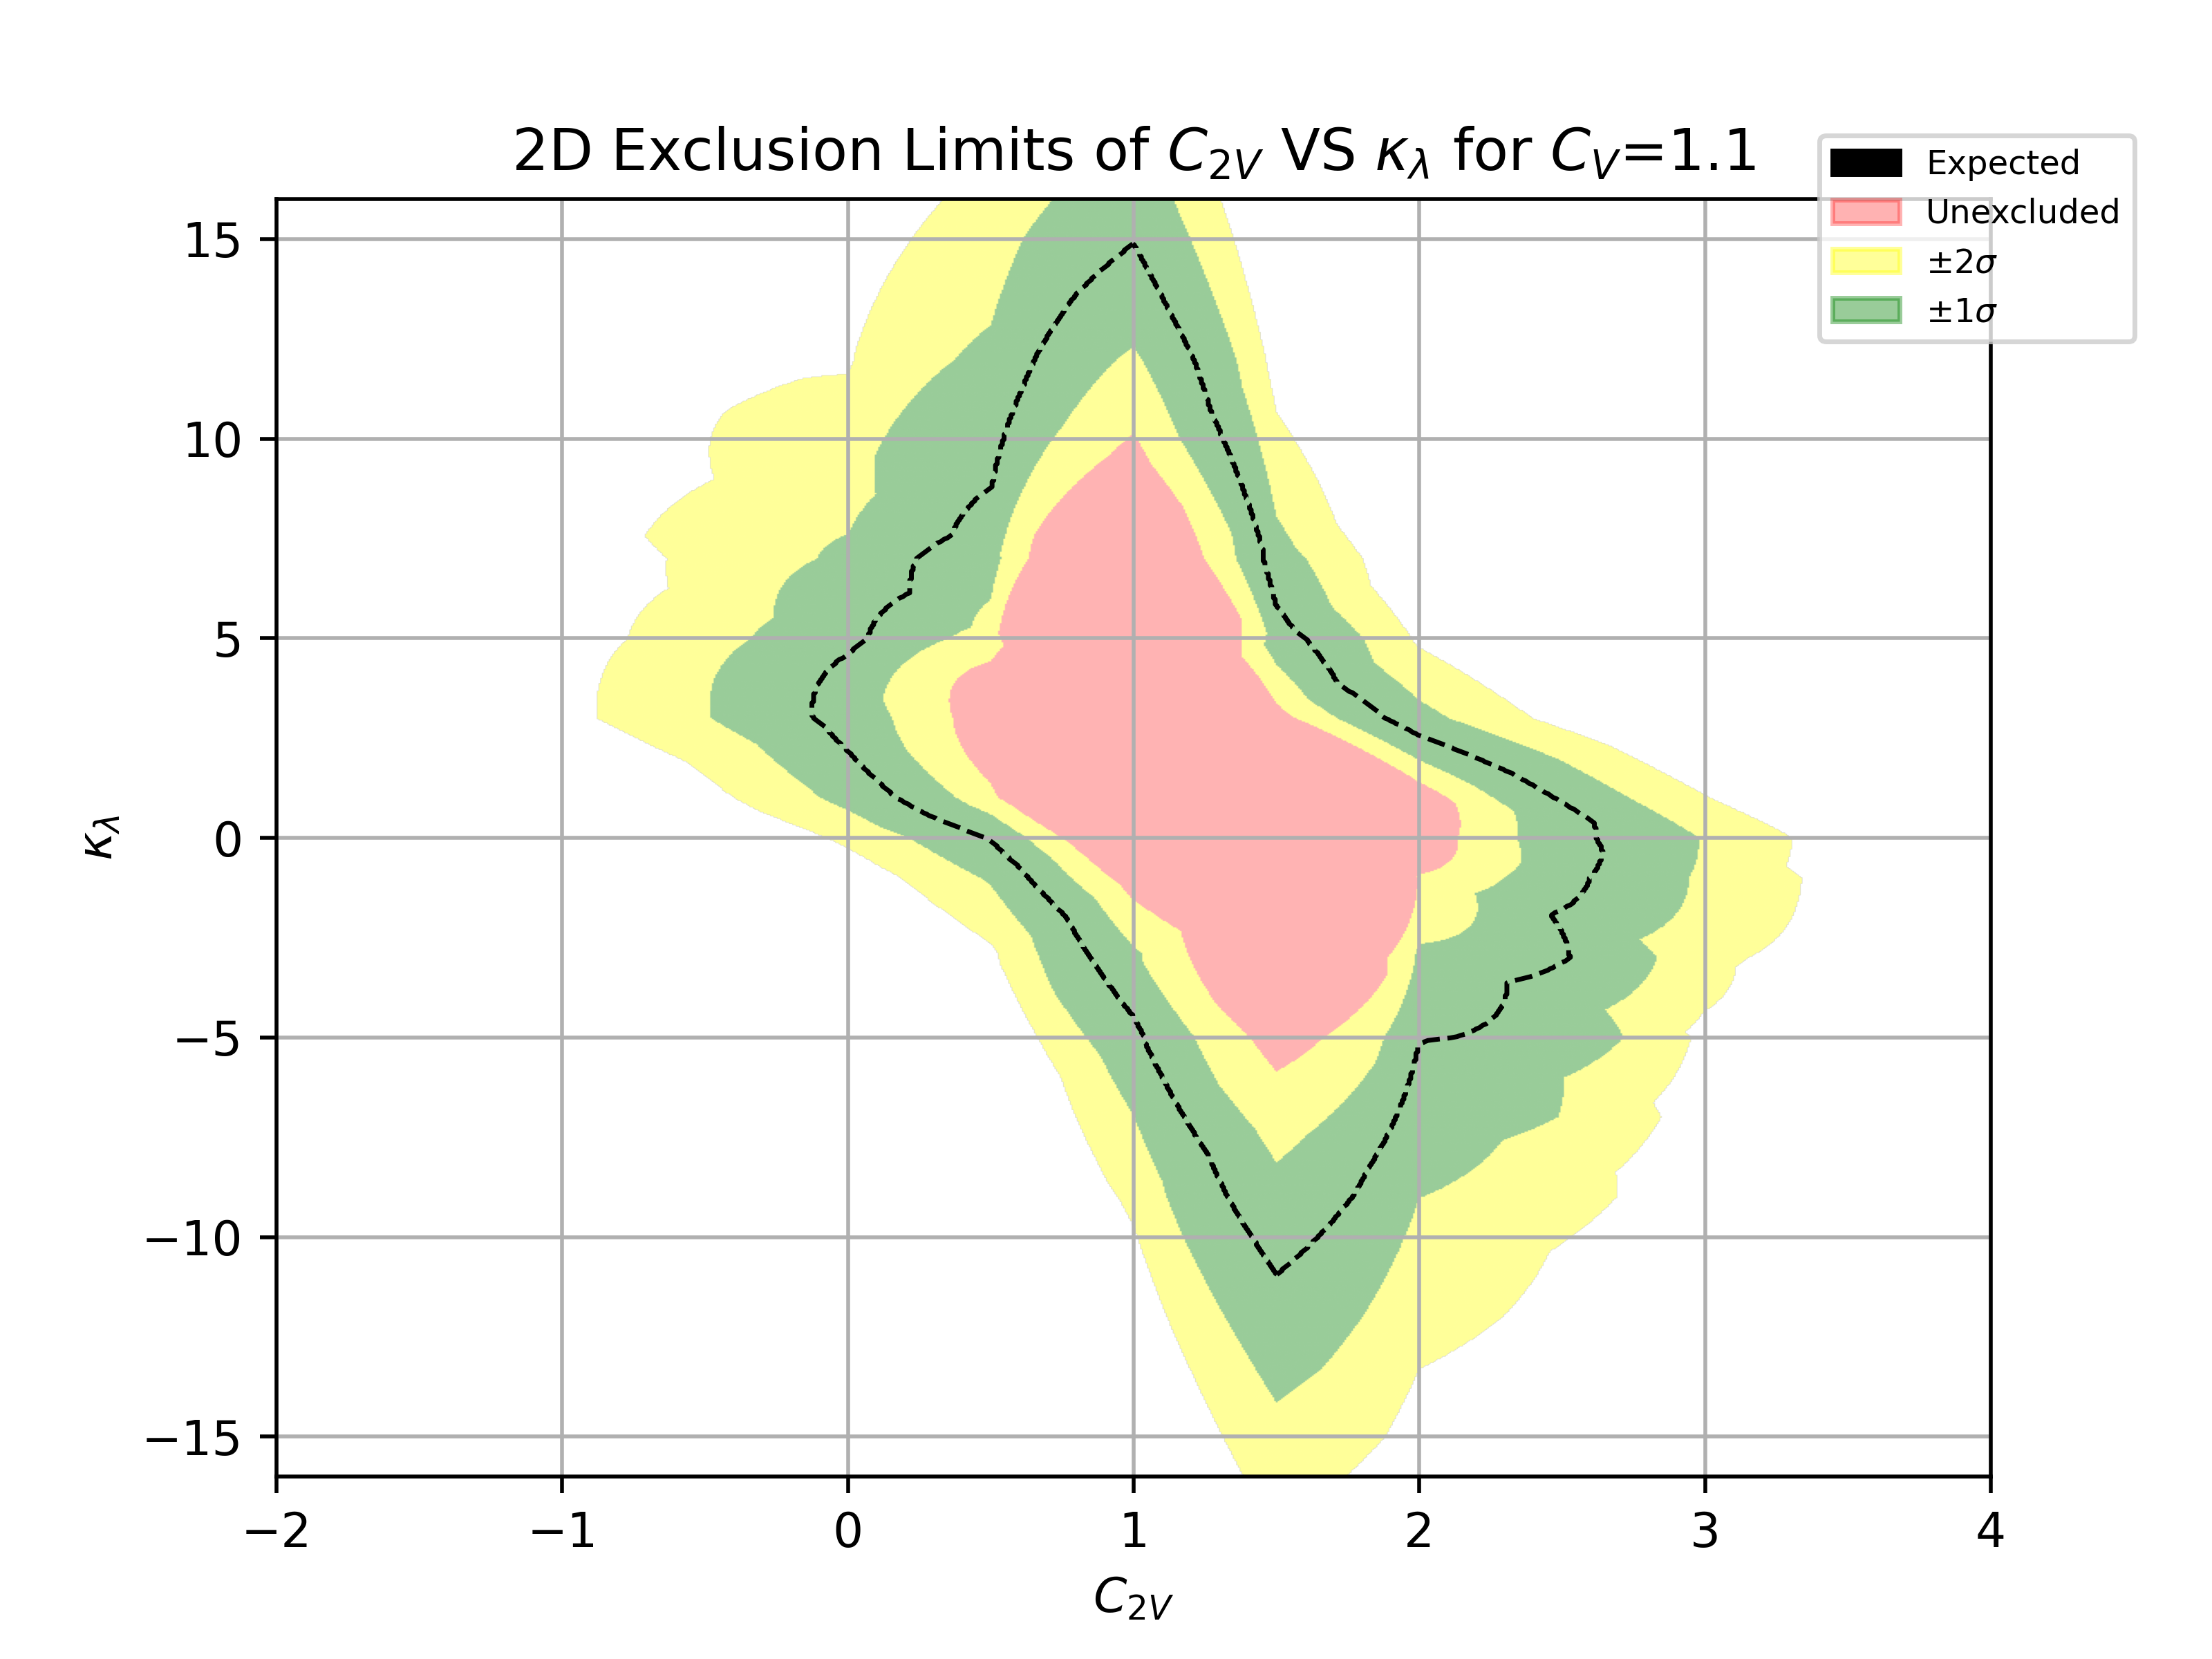 2D Exclusion Limits of C₂V VS κλ for CV=1.1
Expected
Unexcluded
±2σ
±1σ
15
10
5
0
−5
−10
−15
κλ
−2 −1 0 1 2 3 4
C₂V